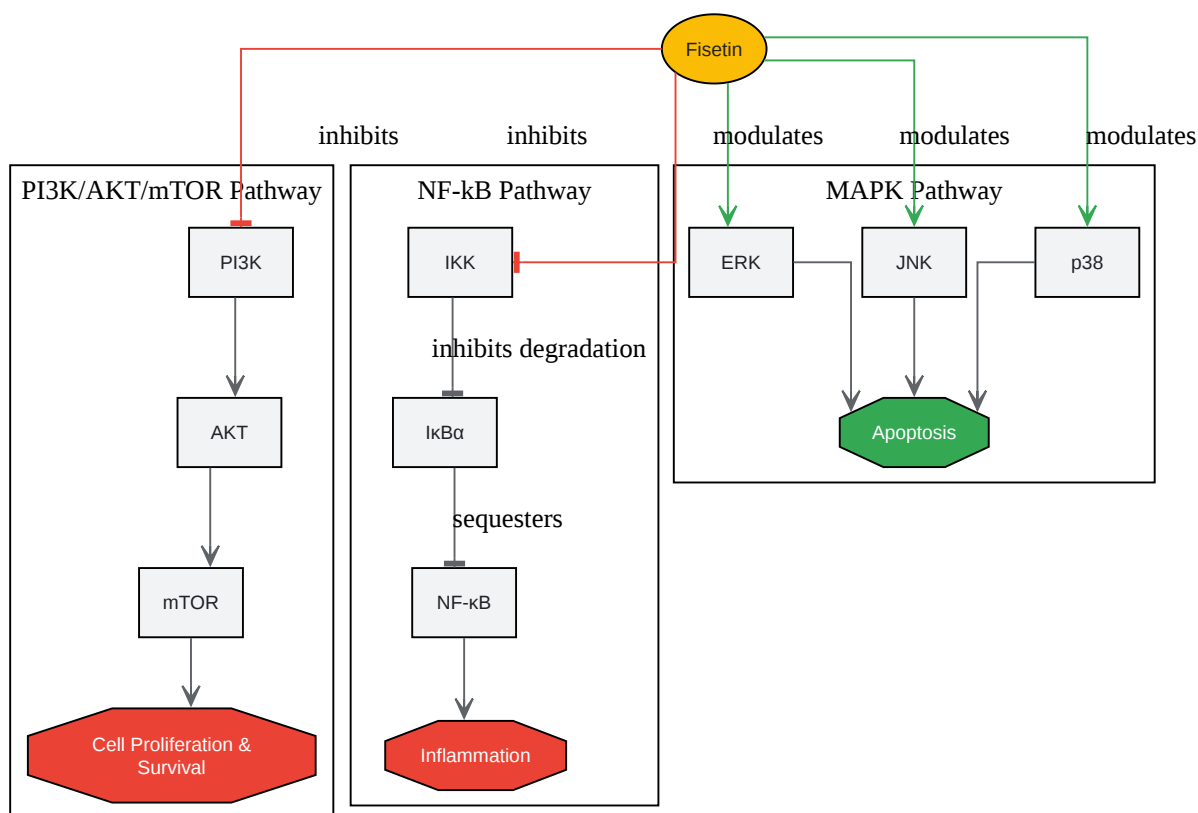 Fisetin
inhibits
inhibits
modulates
modulates
modulates
PI3K/AKT/mTOR Pathway
NF-kB Pathway
MAPK Pathway
PI3K
IKK
ERK
JNK
p38
inhibits degradation
AKT
IκBα
Apoptosis
sequesters
mTOR
NF-κB
Cell Proliferation &
Survival
Inflammation